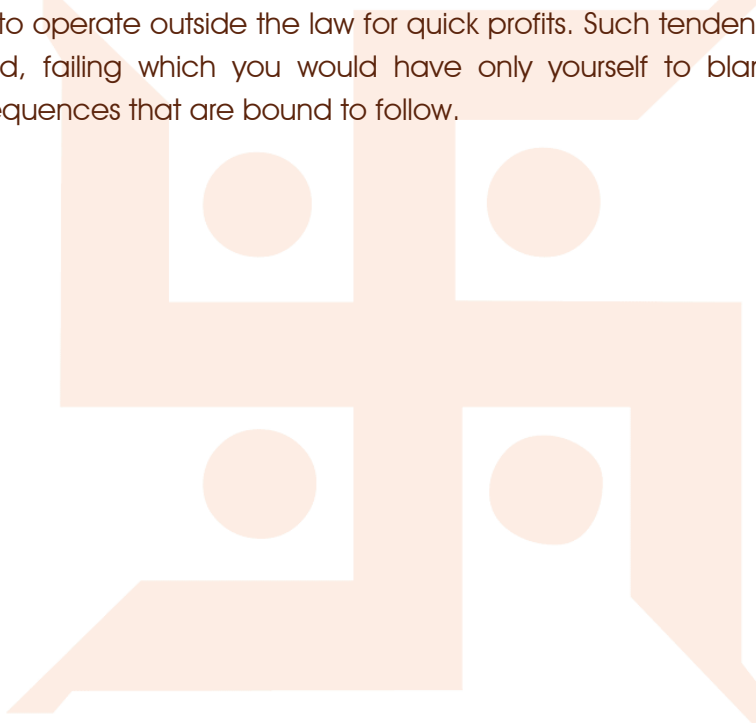 to operate outside the law for quick profits. Such tenden
d, failing which you would have only yourself to blar
equences that are bound to follow.